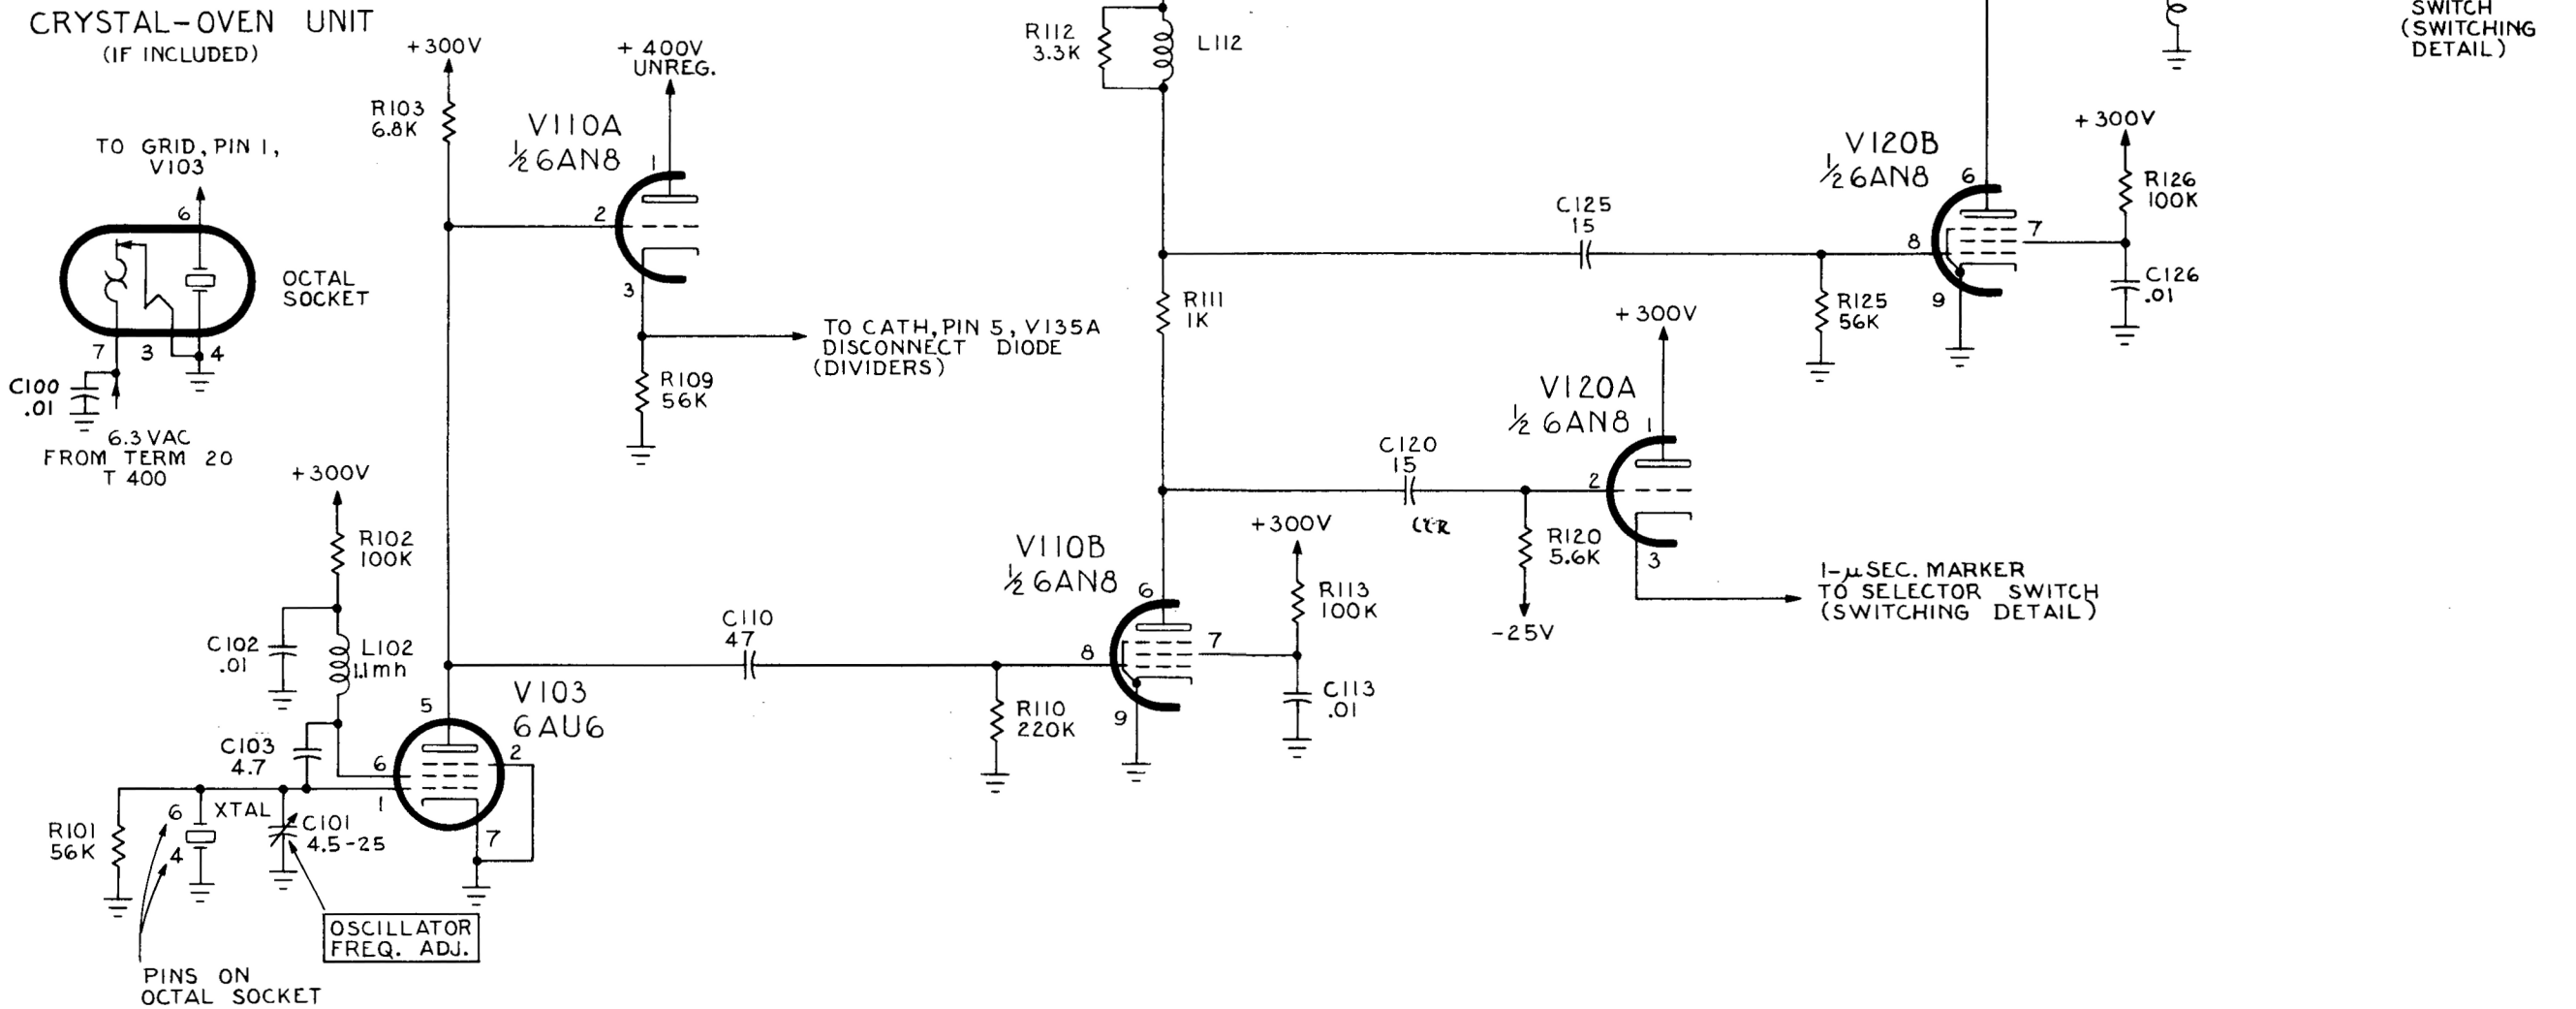 CRYSTAL-OVEN UNIT
(IF INCLUDED)
TO GRID, PIN 1,
V103
6
OCTAL
SOCKET
7
3
4
C100
.01
6.3 VAC
FROM TERM 20
T 400
+300V
R103
6.8K
+ 400V
UNREG.
V110A
½ 6AN8
1
2
3
TO CATH, PIN 5, V135A
DISCONNECT DIODE
(DIVIDERS)
R109
56K
+300V
R102
100K
C102
.01
L102
1.1mh
C103
4.7
V103
6AU6
5
2
6
1
7
R101
56K
6
XTAL
4
C101
4.5-25
OSCILLATOR
FREQ. ADJ.
PINS ON
OCTAL SOCKET
C110
47
R110
220K
R112
3.3K
L112
R111
1K
V110B
½ 6AN8
6
8
7
9
+300V
R113
100K
C113
.01
C120
15
R120
5.6K
-25V
V120A
½ 6AN8
+300V
1
2
3
1-μSEC. MARKER
TO SELECTOR SWITCH
(SWITCHING DETAIL)
C125
15
R125
56K
V120B
½ 6AN8
6
8
7
9
+300V
R126
100K
C126
.01
SWITCH
(SWITCHING
DETAIL)